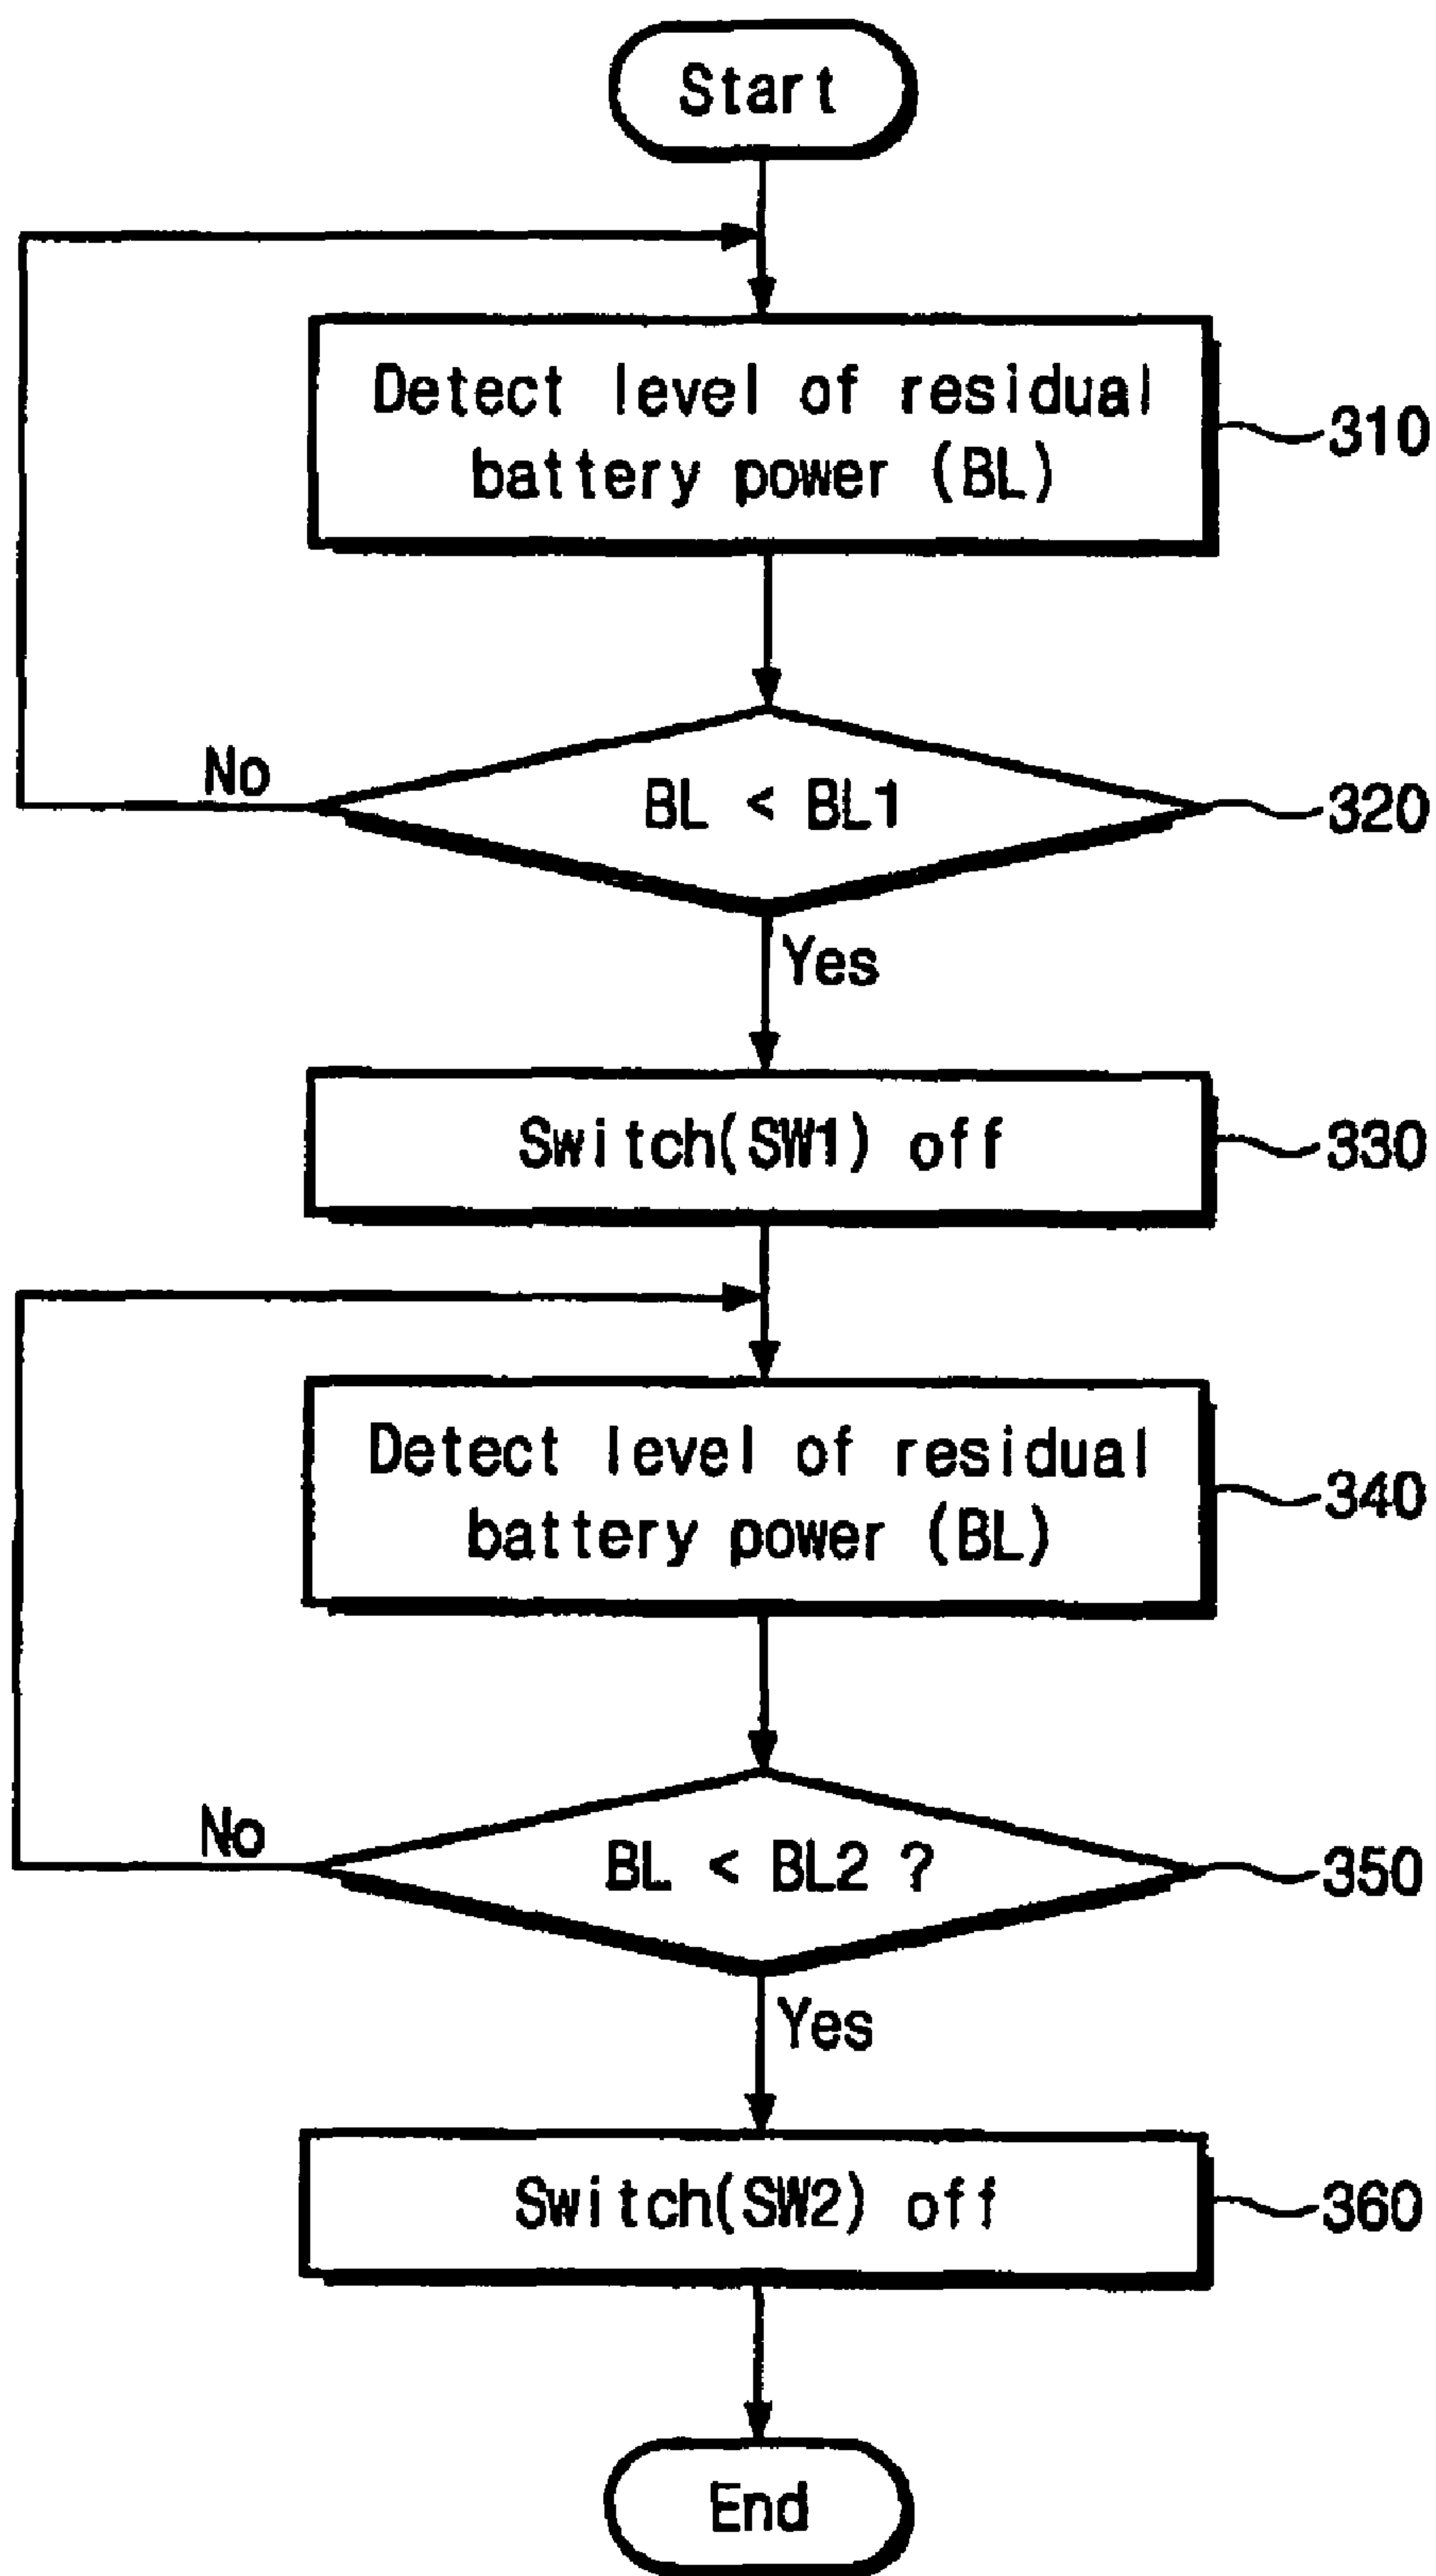 Start
Detect level of residual
battery power (BL)
310
No
BL < BL1
320
Yes
Switch(SW1) off
330
Detect level of residual
battery power (BL)
340
No
BL < BL2 ?
350
Yes
Switch(SW2) off
360
End